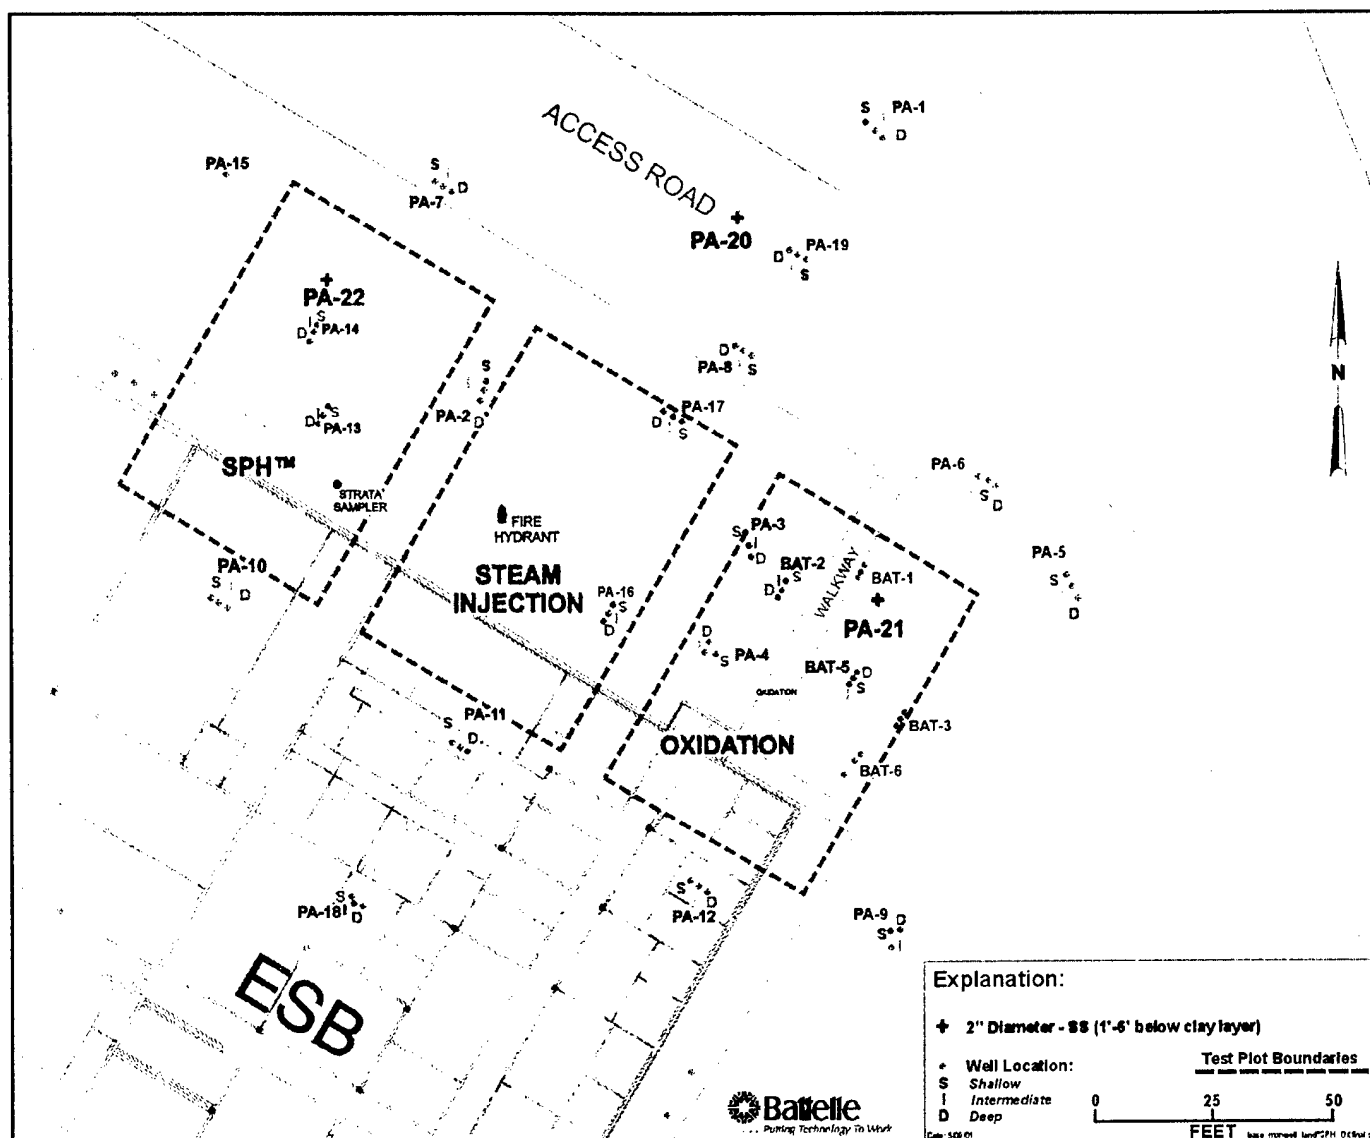 S PA-1
D
ACCESS ROAD
PA-15
S
D
PA-7
PA-20
D PA-19
S
PA-22
S
I
D PA-14
D
PA-8 S
S
I
PA-2
D
PA-17
D S
I S
D PA-13
SPH™
STRATA
SAMPLER
PA-6
S D
FIRE
HYDRANT
STEAM
INJECTION
S PA-3
I
D
BAT-2
I S
D
WALKWAY
BAT-1
PA-5
S
D
PA-10
S
D
PA-16
S
I
D
PA-21
D
S PA-4
BAT-5 D
S
OXIDATION
PA-11
S
D
OXIDATION
BAT-3
BAT-6
S
PA-18 I
D
S
D
PA-12
PA-9 D
S
I
ESB
N
Explanation:
2" Diameter - SS (1'-6' below clay layer)
Well Location:
S Shallow
I Intermediate
D Deep
Test Plot Boundaries
0 25 50
FEET
Battelle
... Putting Technology To Work